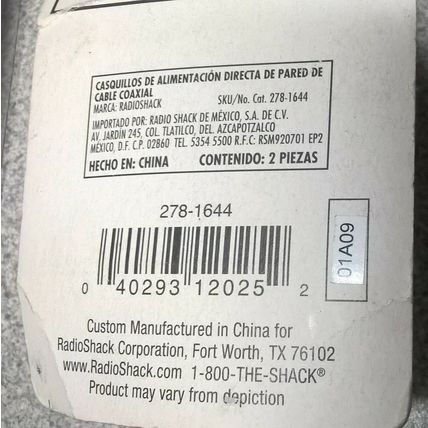 CASQUILLOS DE ALIMENTACIÓN DIRECTA DE PARED DE
CABLE COAXIAL
MARCA: RADIOSHACK SKU/No. Cat. 278-1644
IMPORTADO POR: RADIO SHACK DE MÉXICO, S.A. DE C.V.
AV, JARDÍN 245, COL. TLATILCO, DEL. AZCAPOTZALCO
MÉXICO, D.F. C.P. 02860 TEL. 5354 5500 R.F.C: RSM920701 EP2
HECHO EN: CHINA CONTENIDO: 2 PIEZAS
278-1644
01A09
0 40293 12025 2
Custom Manufactured in China for
RadioShack Corporation, Fort Worth, TX 76102
www.RadioShack.com 1-800-THE-SHACK®
Product may vary from depiction